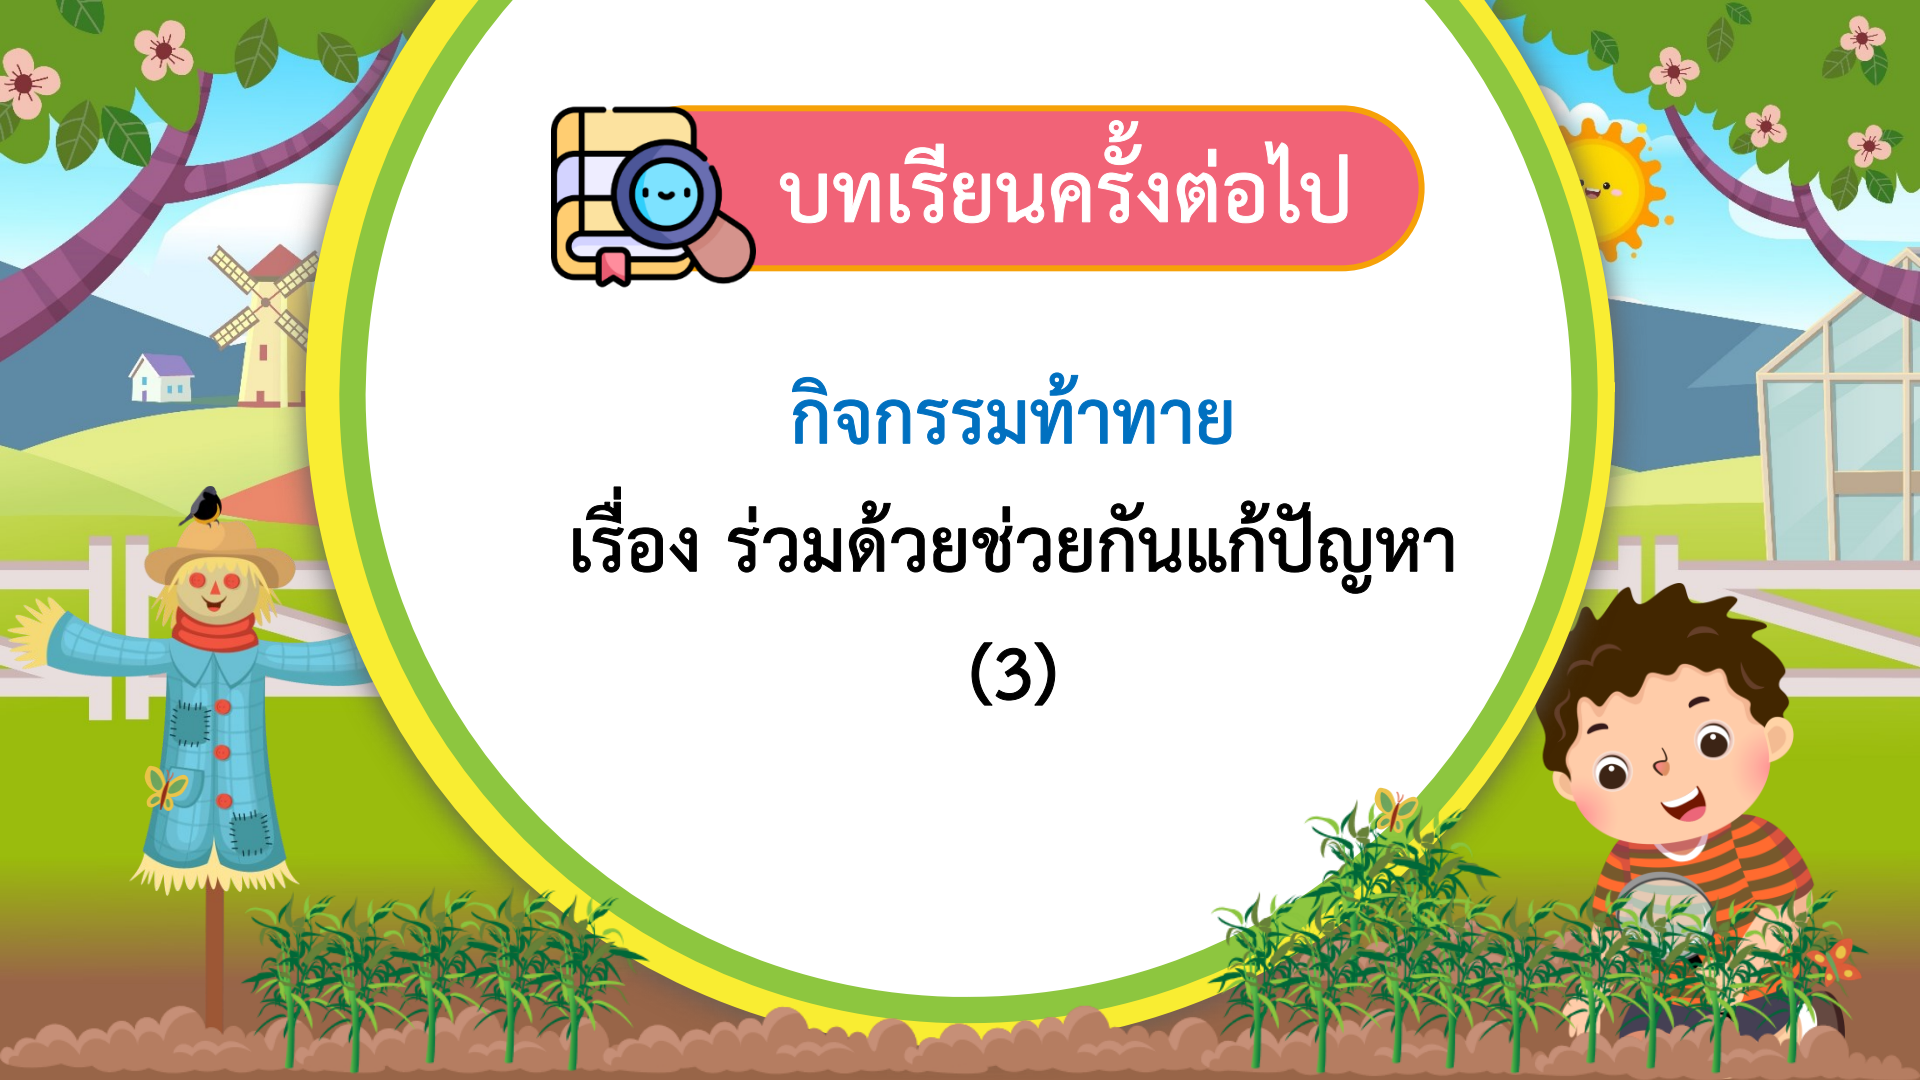 บทเรียนครั้งต่อไป
กิจกรรมท้าทาย
เรื่อง ร่วมด้วยช่วยกันแก้ปัญหา
(3)